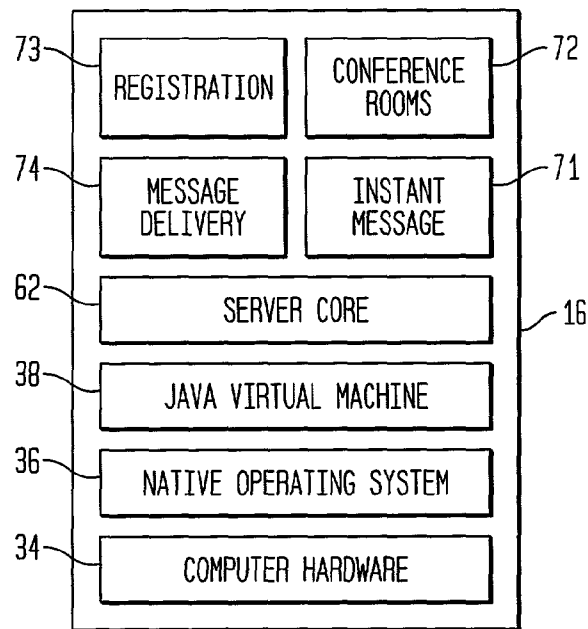 73
REGISTRATION
CONFERENCE
ROOMS
72
74
MESSAGE
DELIVERY
INSTANT
MESSAGE
71
62
SERVER CORE
16
38
JAVA VIRTUAL MACHINE
36
NATIVE OPERATING SYSTEM
34
COMPUTER HARDWARE